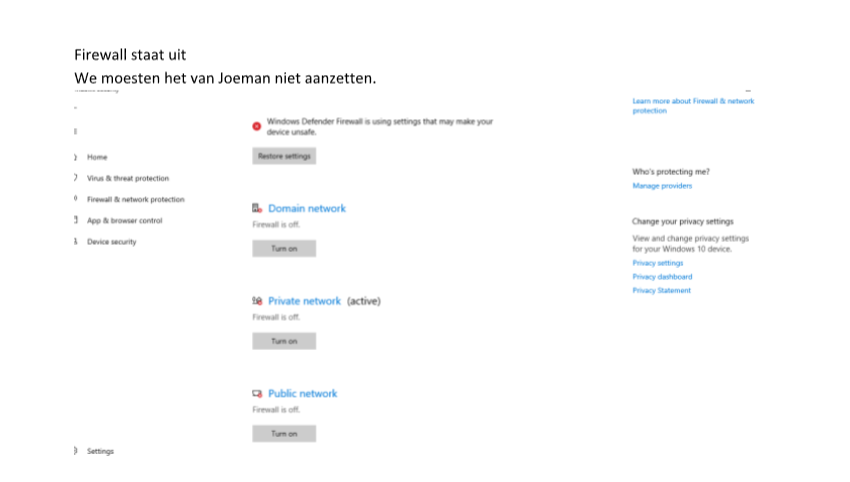 Firewall staat uit
We moesten het van Joeman niet aanzetten.
Home
Virus & threat protection
Firewall & network protection
App & browser control
Device security
Settings
Windows Defender Firewall is using settings that may make your
device unsafe.
Restore settings
Domain network
Firewall is off.
Turn on
Private network (active)
Firewall is off.
Turn on
Public network
Firewall is off.
Turn on
Learn more about Firewall & network
protection
Who's protecting me?
Manage providers
Change your privacy settings
View and change privacy settings
for your Windows 10 device.
Privacy settings
Privacy dashboard
Privacy Statement